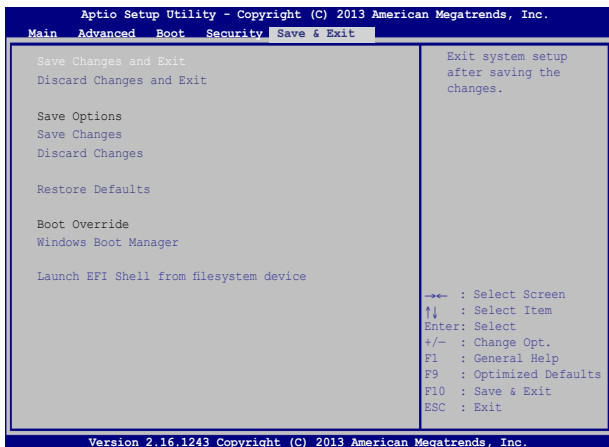 Aptio Setup Utility - Copyright (C) 2013 American Megatrends, Inc.
Main Advanced Boot Security Save & Exit
Save Changes and Exit
Discard Changes and Exit
Save Options
Save Changes
Discard Changes
Restore Defaults
Boot Override
Windows Boot Manager
Launch EFI Shell from filesystem device
Exit system setup
after saving the
changes.
→← : Select Screen
↑↓ : Select Item
Enter: Select
+/— : Change Opt.
F1 : General Help
F9 : Optimized Defaults
F10 : Save & Exit
ESC : Exit
Version 2.16.1243 Copyright (C) 2013 American Megatrends, Inc.